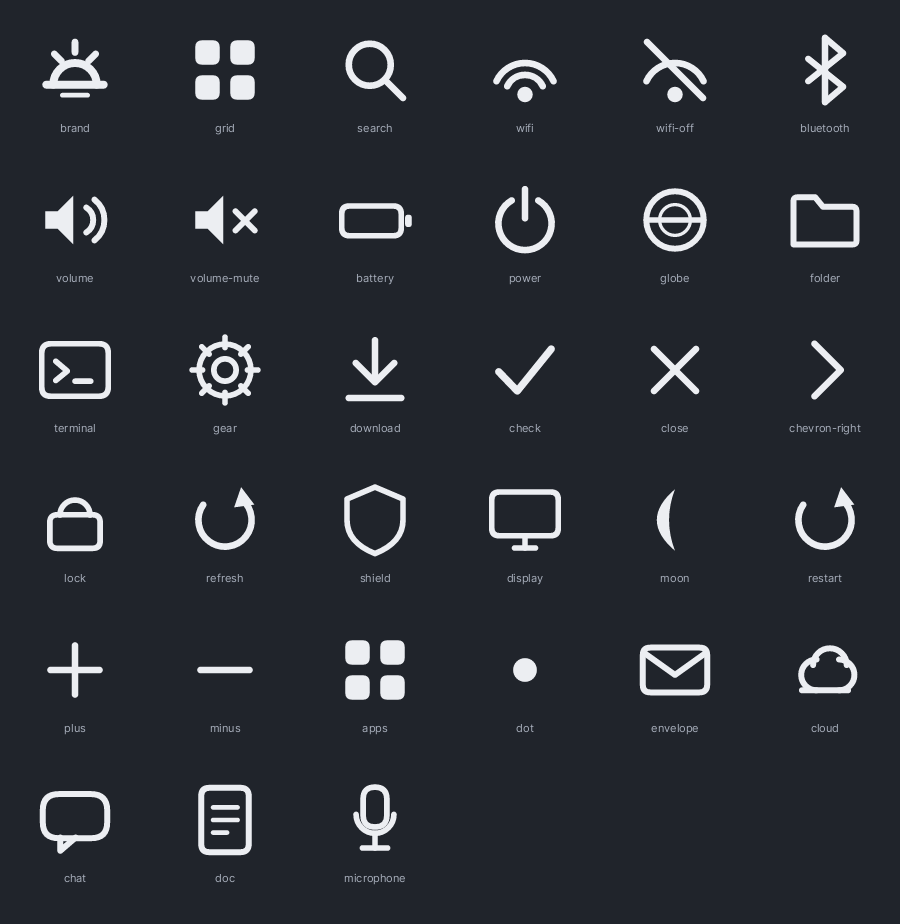 brand
grid
search
wifi
wifi-off
bluetooth
volume
volume-mute
battery
power
globe
folder
terminal
gear
download
check
close
chevron-right
lock
refresh
shield
display
moon
restart
plus
minus
apps
dot
envelope
cloud
chat
doc
microphone